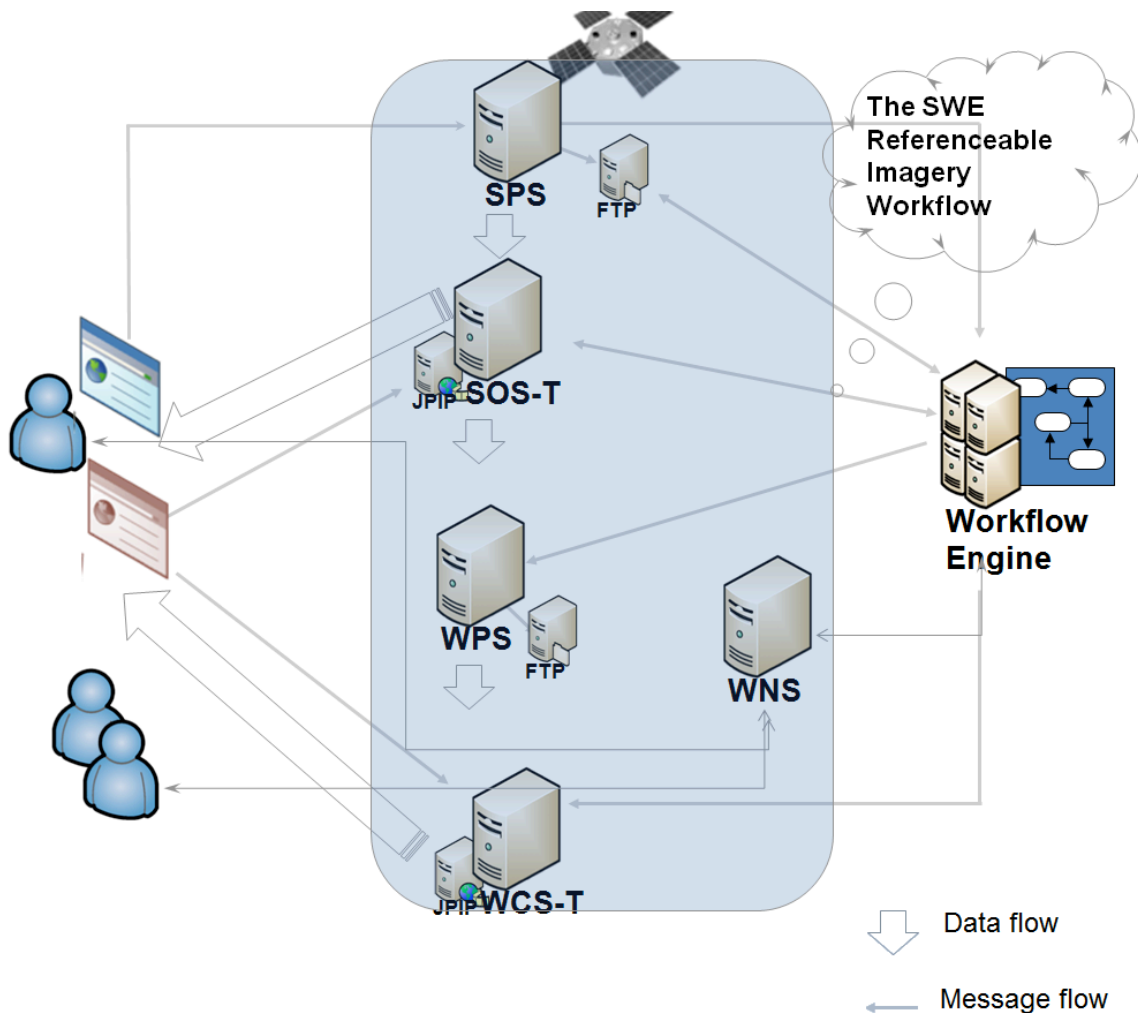 The SWE
Referenceable
Imagery
Workflow
SPS
FTP
JPIP
SOS-T
Workflow
Engine
WPS
FTP
WNS
JPIP
WCS-T
Data flow
Message flow